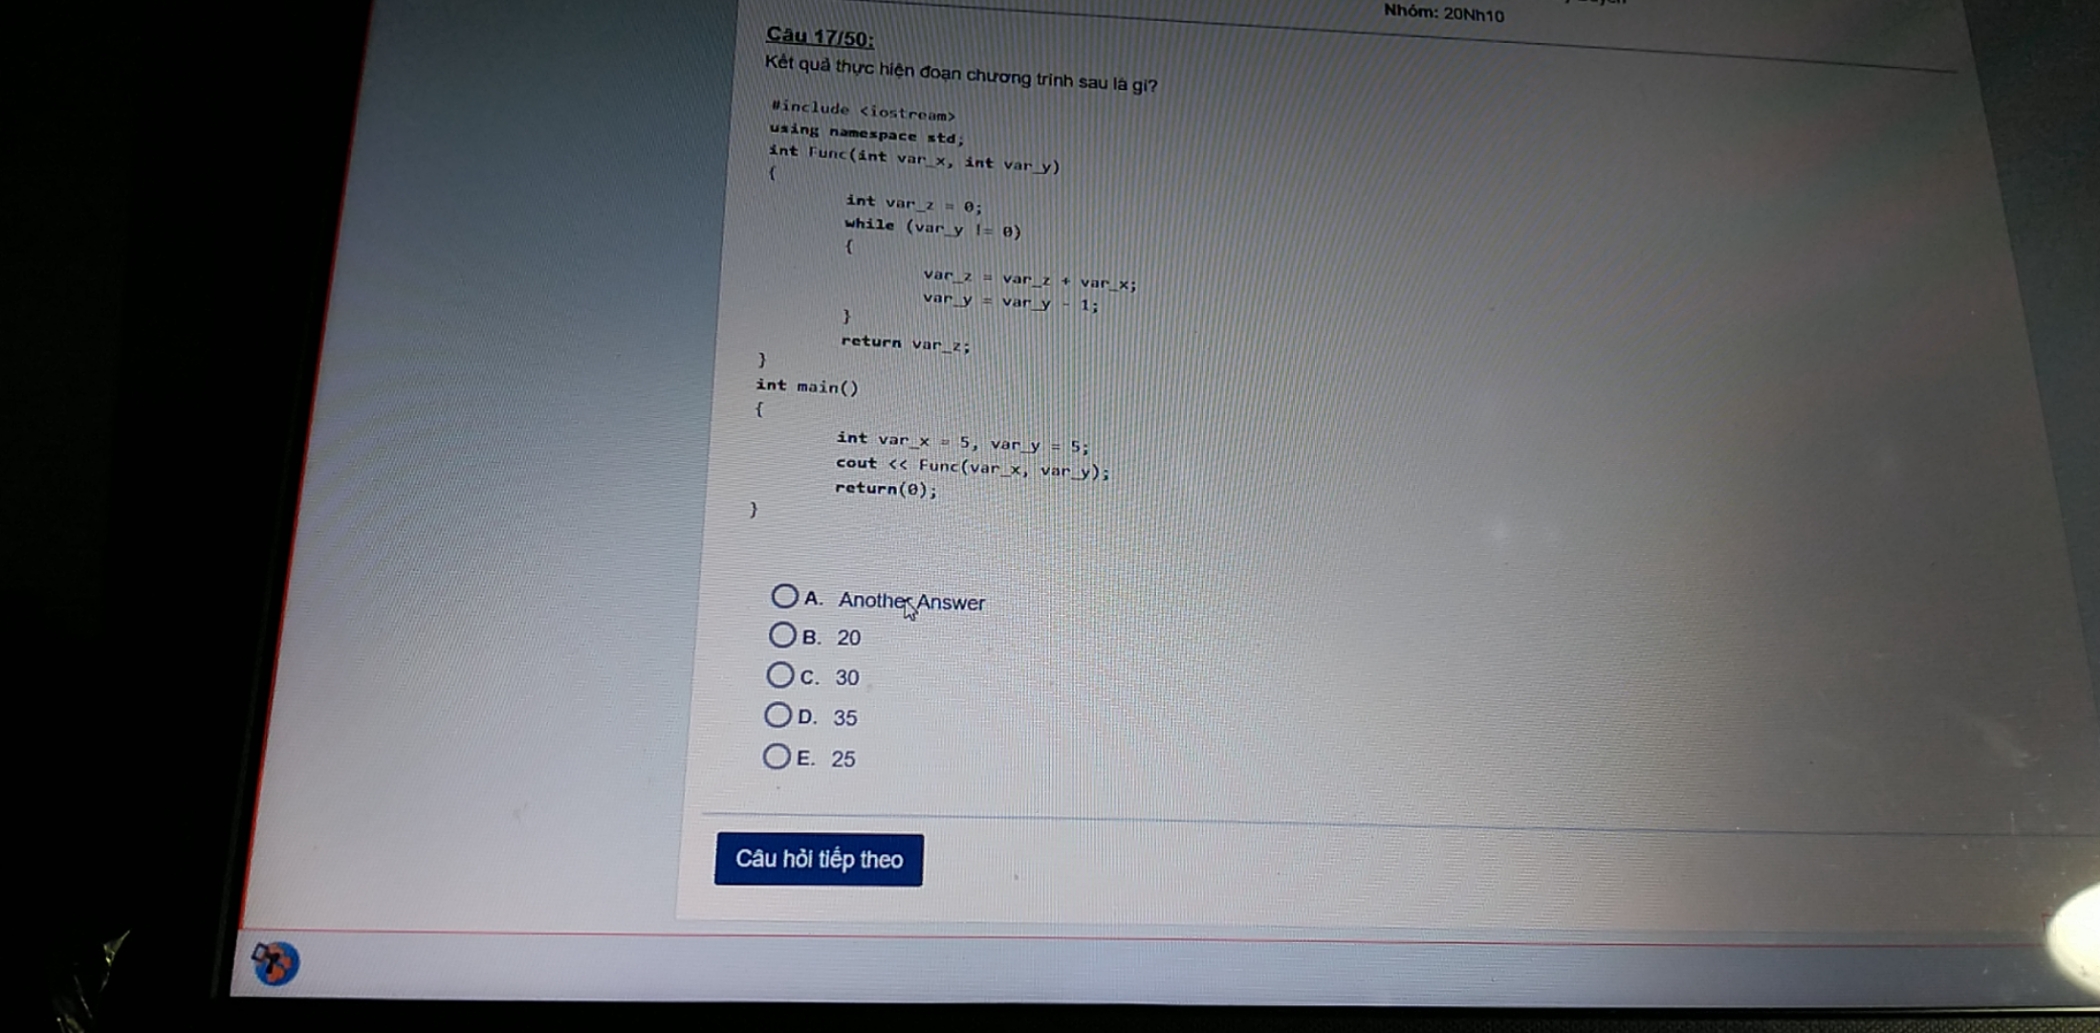 Nhóm: 20Nh10
Câu 17/50:
Kết quả thực hiện đoạn chương trình sau là gì?
#include <iostream>
using namespace std;
int Func(int var_x, int var_y)
{
int var_z = 0;
while (var_y != 0)
{
var_z = var_z + var_x;
var_y = var_y - 1;
}
return var_z;
}
int main()
{
int var_x = 5, var_y = 5;
cout << Func(var_x, var_y);
return(0);
}
A. Another Answer
B. 20
C. 30
D. 35
E. 25
Câu hỏi tiếp theo